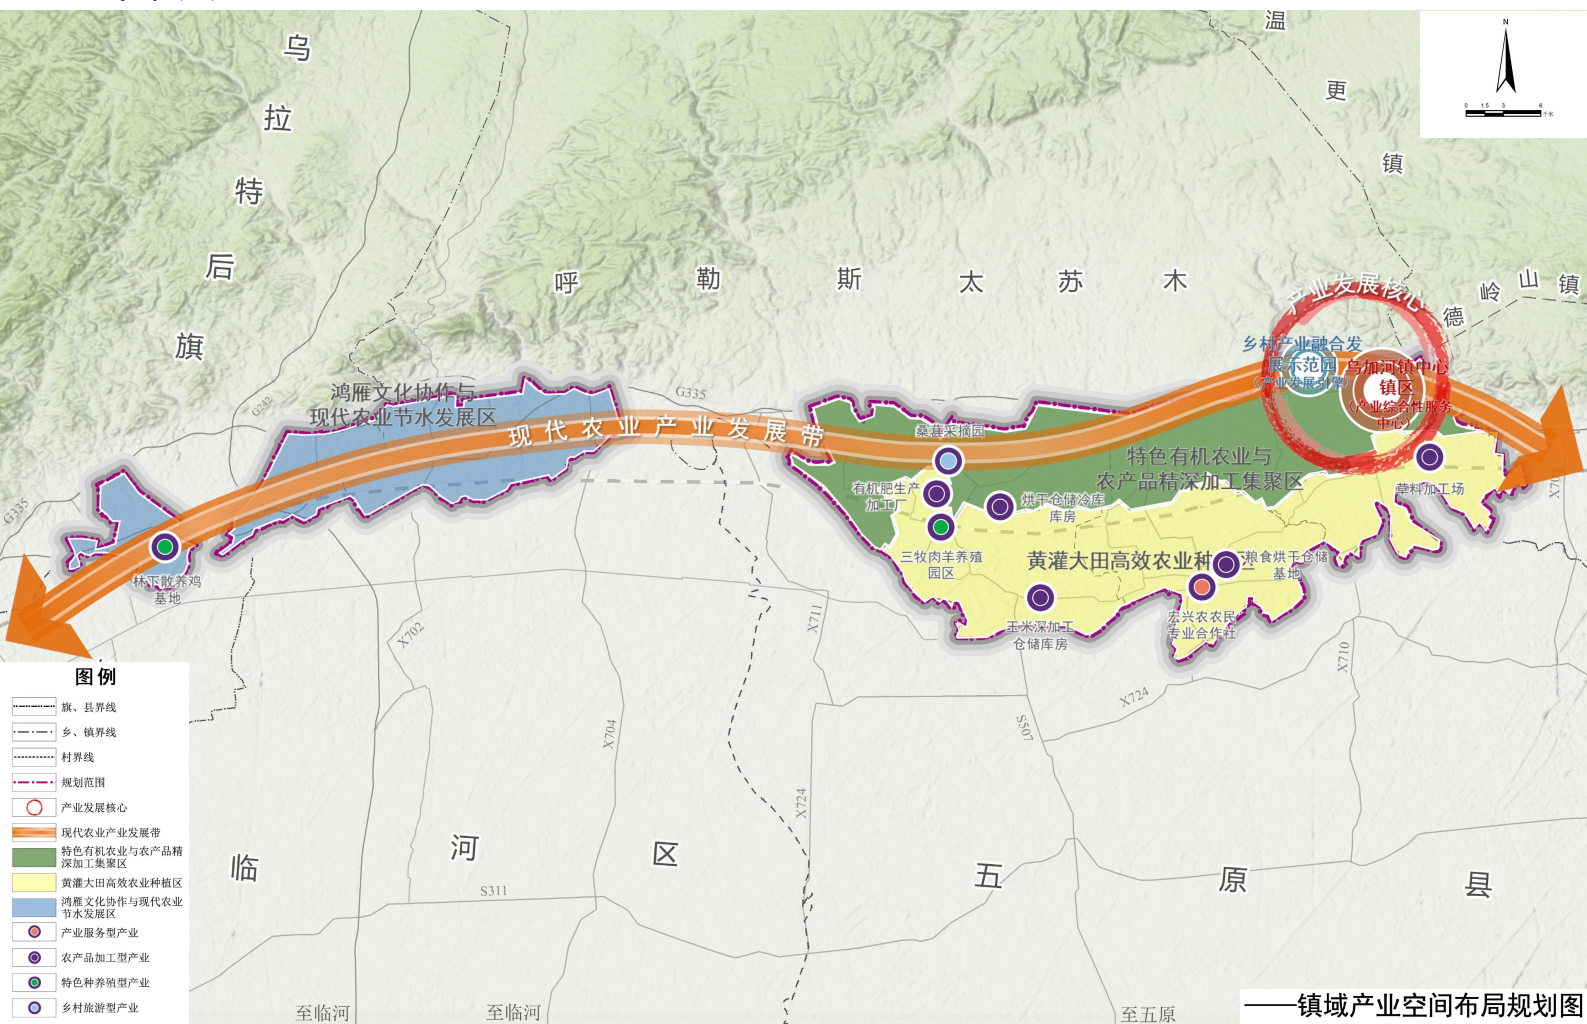 N
0 1.5 3 6
千米
乌拉特后旗
温更镇
呼勒斯太苏木
德岭山镇
产业发展核心
乡村产业融合发
展示范园
（产业发展引擎）
乌加河镇中心
镇区
（产业综合性服务
中心）
鸿雁文化协作与
现代农业节水发展区
G335
G242
G335
现代农业产业发展带
桑葚采摘园
特色有机农业与
农产品精深加工集聚区
有机肥生产
加工厂
烘干仓储冷库
库房
草料加工场
三牧肉羊养殖
园区
黄灌大田高效农业种
区
粮食烘干仓储
基地
林下散养鸡
基地
玉米深加工
仓储库房
宏兴农农民
专业合作社
X702
X711
X710
X724
X704
S507
X724
S311
临河区
五原县
至临河
至临河
至五原
图例
旗、县界线
乡、镇界线
村界线
规划范围
产业发展核心
现代农业产业发展带
特色有机农业与农产品精
深加工集聚区
黄灌大田高效农业种植区
鸿雁文化协作与现代农业
节水发展区
产业服务型产业
农产品加工型产业
特色种养殖型产业
乡村旅游型产业
——镇域产业空间布局规划图